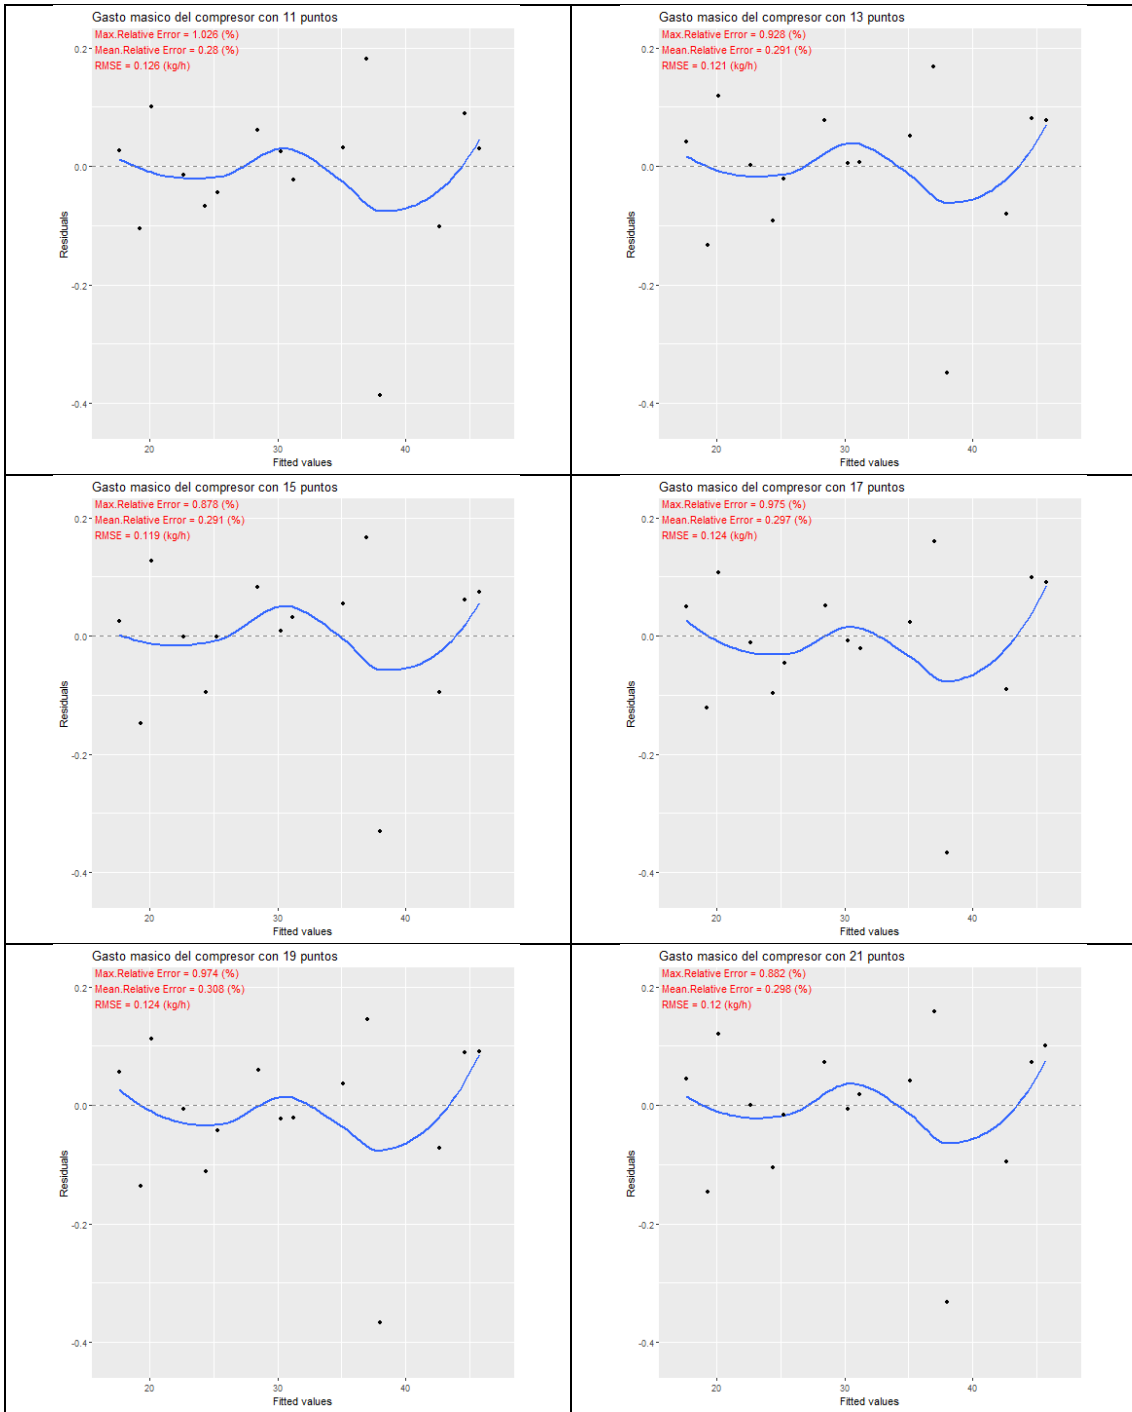 Gasto masico del compresor con 11 puntos
Max.Relative Error = 1.026 (%)
Mean.Relative Error = 0.28 (%)
RMSE = 0.126 (kg/h)
0.2
0.0
-0.2
-0.4
Residuals
20 30 40
Fitted values
Gasto masico del compresor con 13 puntos
Max.Relative Error = 0.928 (%)
Mean.Relative Error = 0.291 (%)
RMSE = 0.121 (kg/h)
0.2
0.0
-0.2
-0.4
Residuals
20 30 40
Fitted values
Gasto masico del compresor con 15 puntos
Max.Relative Error = 0.878 (%)
Mean.Relative Error = 0.291 (%)
RMSE = 0.119 (kg/h)
0.2
0.0
-0.2
-0.4
Residuals
20 30 40
Fitted values
Gasto masico del compresor con 17 puntos
Max.Relative Error = 0.975 (%)
Mean.Relative Error = 0.297 (%)
RMSE = 0.124 (kg/h)
0.2
0.0
-0.2
-0.4
Residuals
20 30 40
Fitted values
Gasto masico del compresor con 19 puntos
Max.Relative Error = 0.974 (%)
Mean.Relative Error = 0.308 (%)
RMSE = 0.124 (kg/h)
0.2
0.0
-0.2
-0.4
Residuals
20 30 40
Fitted values
Gasto masico del compresor con 21 puntos
Max.Relative Error = 0.882 (%)
Mean.Relative Error = 0.298 (%)
RMSE = 0.12 (kg/h)
0.2
0.0
-0.2
-0.4
Residuals
20 30 40
Fitted values